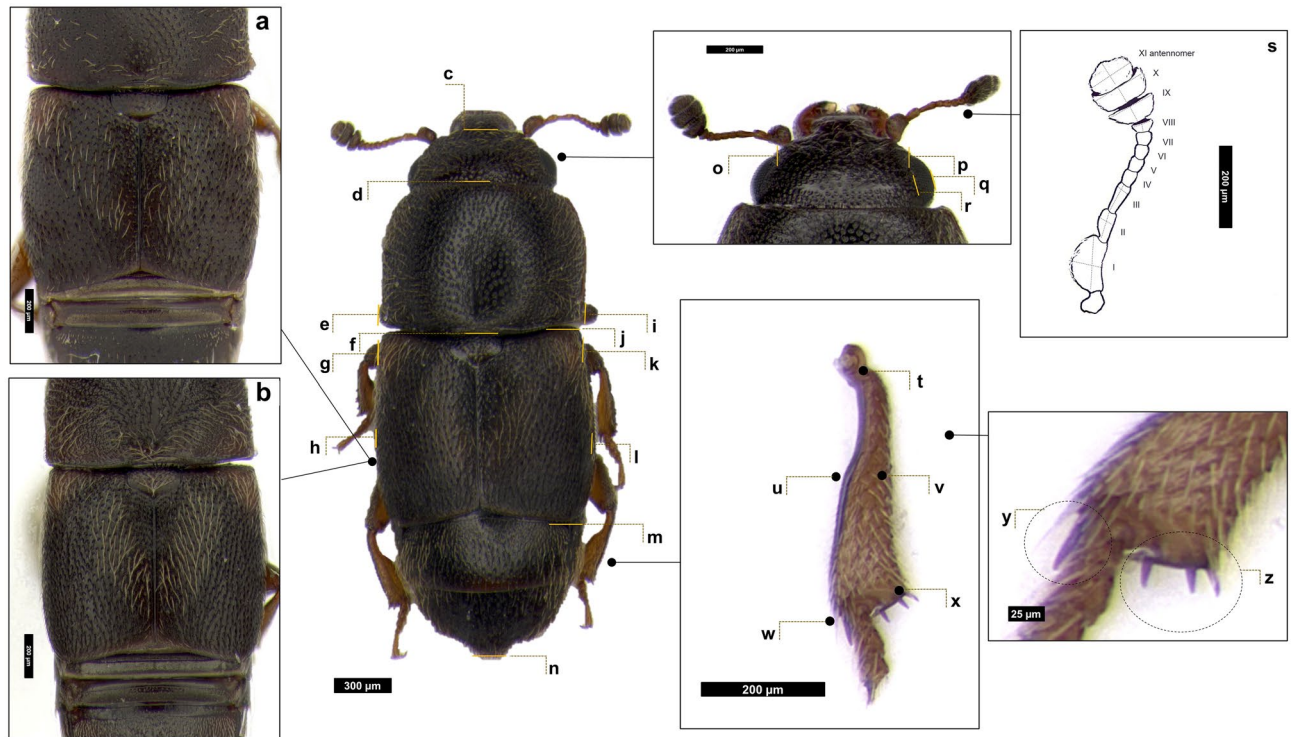 a
200 µm
b
200 µm
c
d
e
f
g
h
i
j
k
l
m
n
300 µm
200 µm
o
p
q
r
s
XI antennomer
X
IX
VIII
VII
VI
V
IV
III
II
I
200 µm
t
u
v
w
x
200 µm
y
z
25 µm